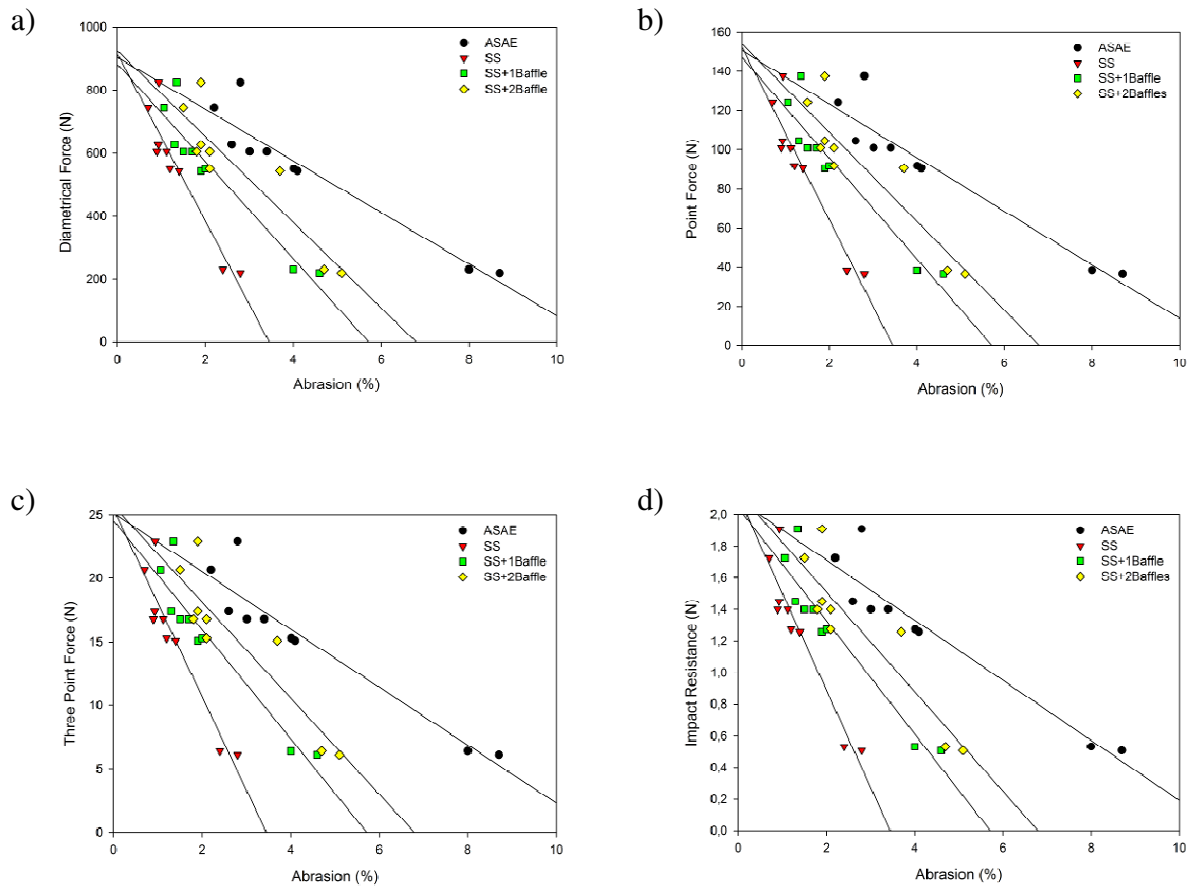 a)
1000
800
600
400
200
0
Diametrical Force (N)
0 2 4 6 8 10
Abrasion (%)
ASAE
SS
SS+1Baffle
SS+2Baffle
b)
160
140
120
100
80
60
40
20
0
Point Force (N)
0 2 4 6 8 10
Abrasion (%)
ASAE
SS
SS+1Baffle
SS+2Baffles
c)
25
20
15
10
5
0
Three Point Force (N)
0 2 4 6 8 10
Abrasion (%)
ASAE
SS
SS+1Baffle
SS+2Baffle
d)
2,0
1,8
1,6
1,4
1,2
1,0
0,8
0,6
0,4
0,2
0,0
Impact Resistance (N)
0 2 4 6 8 10
Abrasion (%)
ASAE
SS
SS+1Baffle
SS+2Baffles